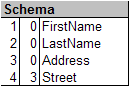 Schema
1 0 FirstName
2 0 LastName
3 0 Address
4 3 Street